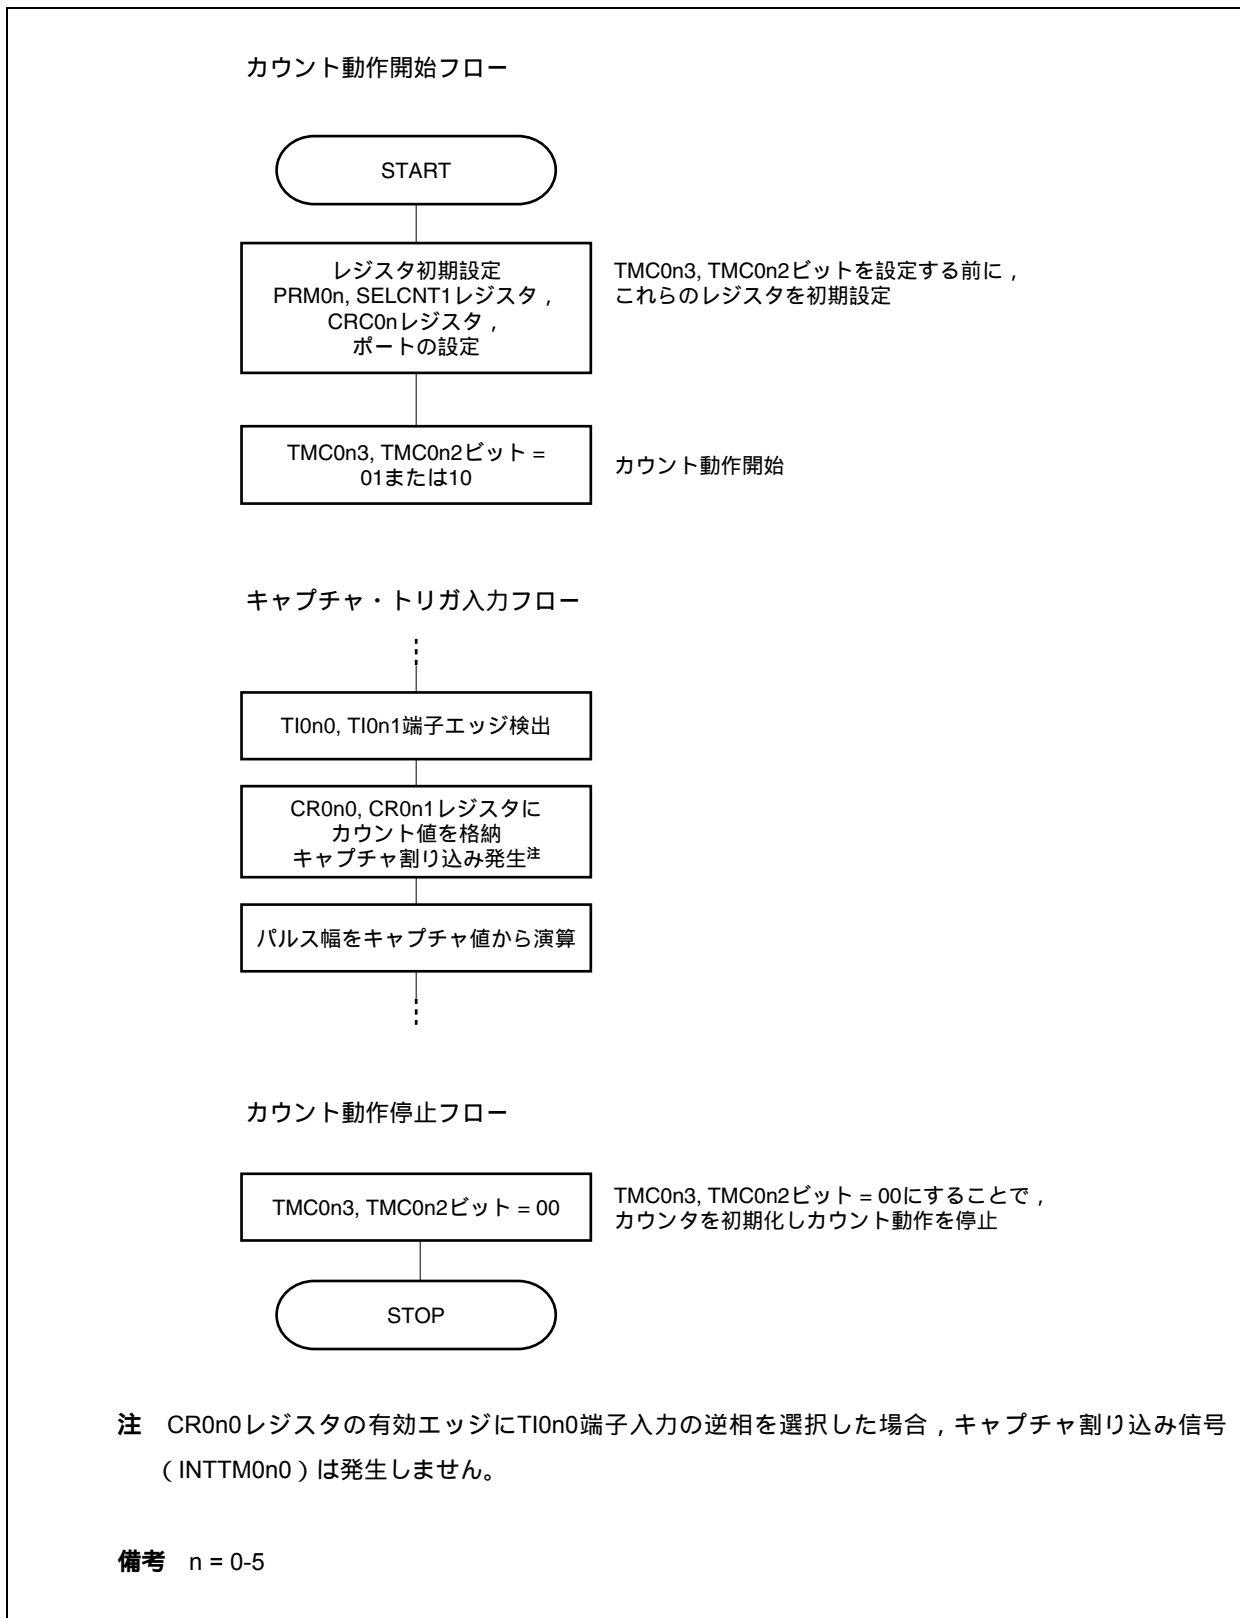 カウント動作開始フロー
START
レジスタ初期設定
PRM0n, SELCNT1レジスタ，
CRC0nレジスタ，
ポートの設定
TMC0n3, TMC0n2ビットを設定する前に，
これらのレジスタを初期設定
TMC0n3, TMC0n2ビット =
01または10
カウント動作開始
キャプチャ・トリガ入力フロー
TI0n0, TI0n1端子エッジ検出
CR0n0, CR0n1レジスタに
カウント値を格納
キャプチャ割り込み発生注
パルス幅をキャプチャ値から演算
カウント動作停止フロー
TMC0n3, TMC0n2ビット = 00
TMC0n3, TMC0n2ビット = 00にすることで，
カウンタを初期化しカウント動作を停止
STOP
注　CR0n0レジスタの有効エッジにTI0n0端子入力の逆相を選択した場合，キャプチャ割り込み信号
（INTTM0n0）は発生しません。
備考　n = 0-5